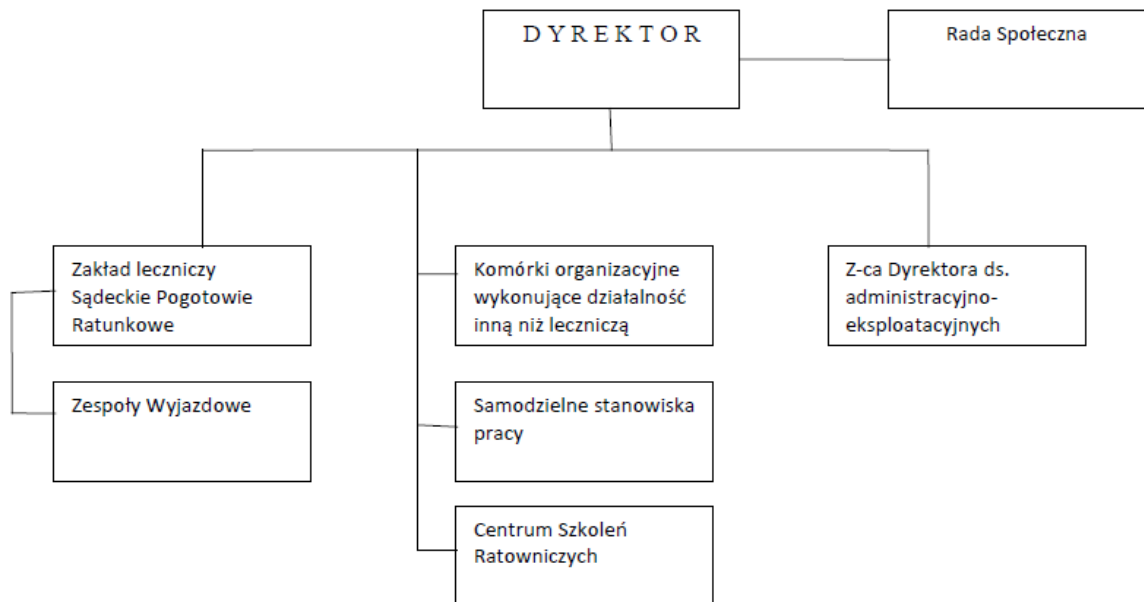 D Y R E K T O R
Rada Społeczna
Zakład leczniczy
Sądeckie Pogotowie
Ratunkowe
Komórki organizacyjne
wykonujące działalność
inną niż leczniczą
Z-ca Dyrektora ds.
administracyjno-
eksploatacyjnych
Zespoły Wyjazdowe
Samodzielne stanowiska
pracy
Centrum Szkoleń
Ratowniczych